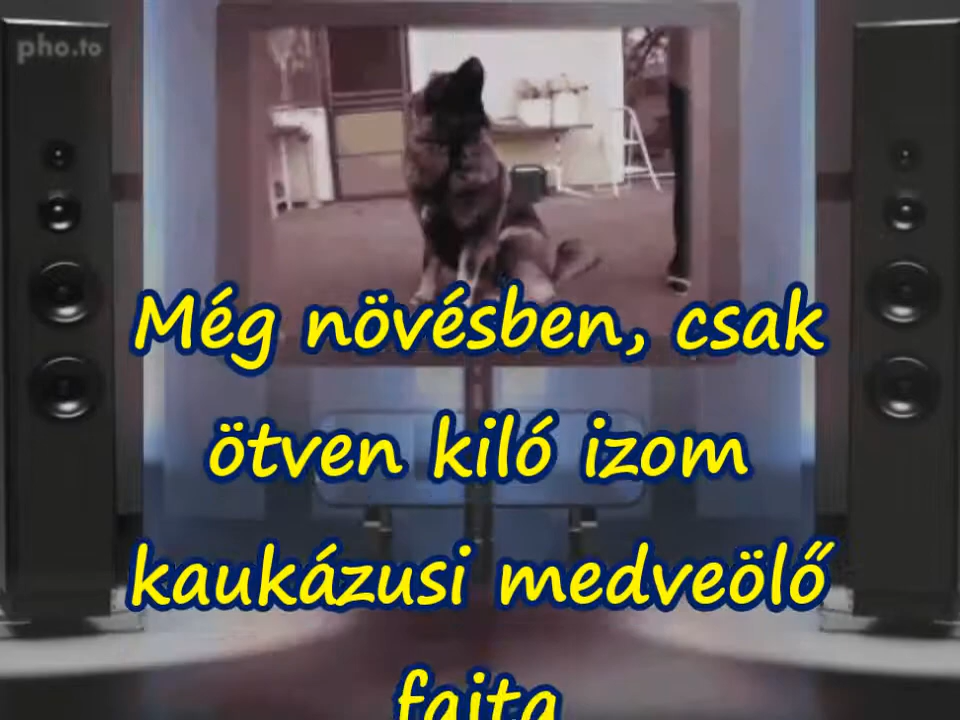 pho.to
Még növésben, csak
ötven kiló izom
kaukázusi medveölő
fajta